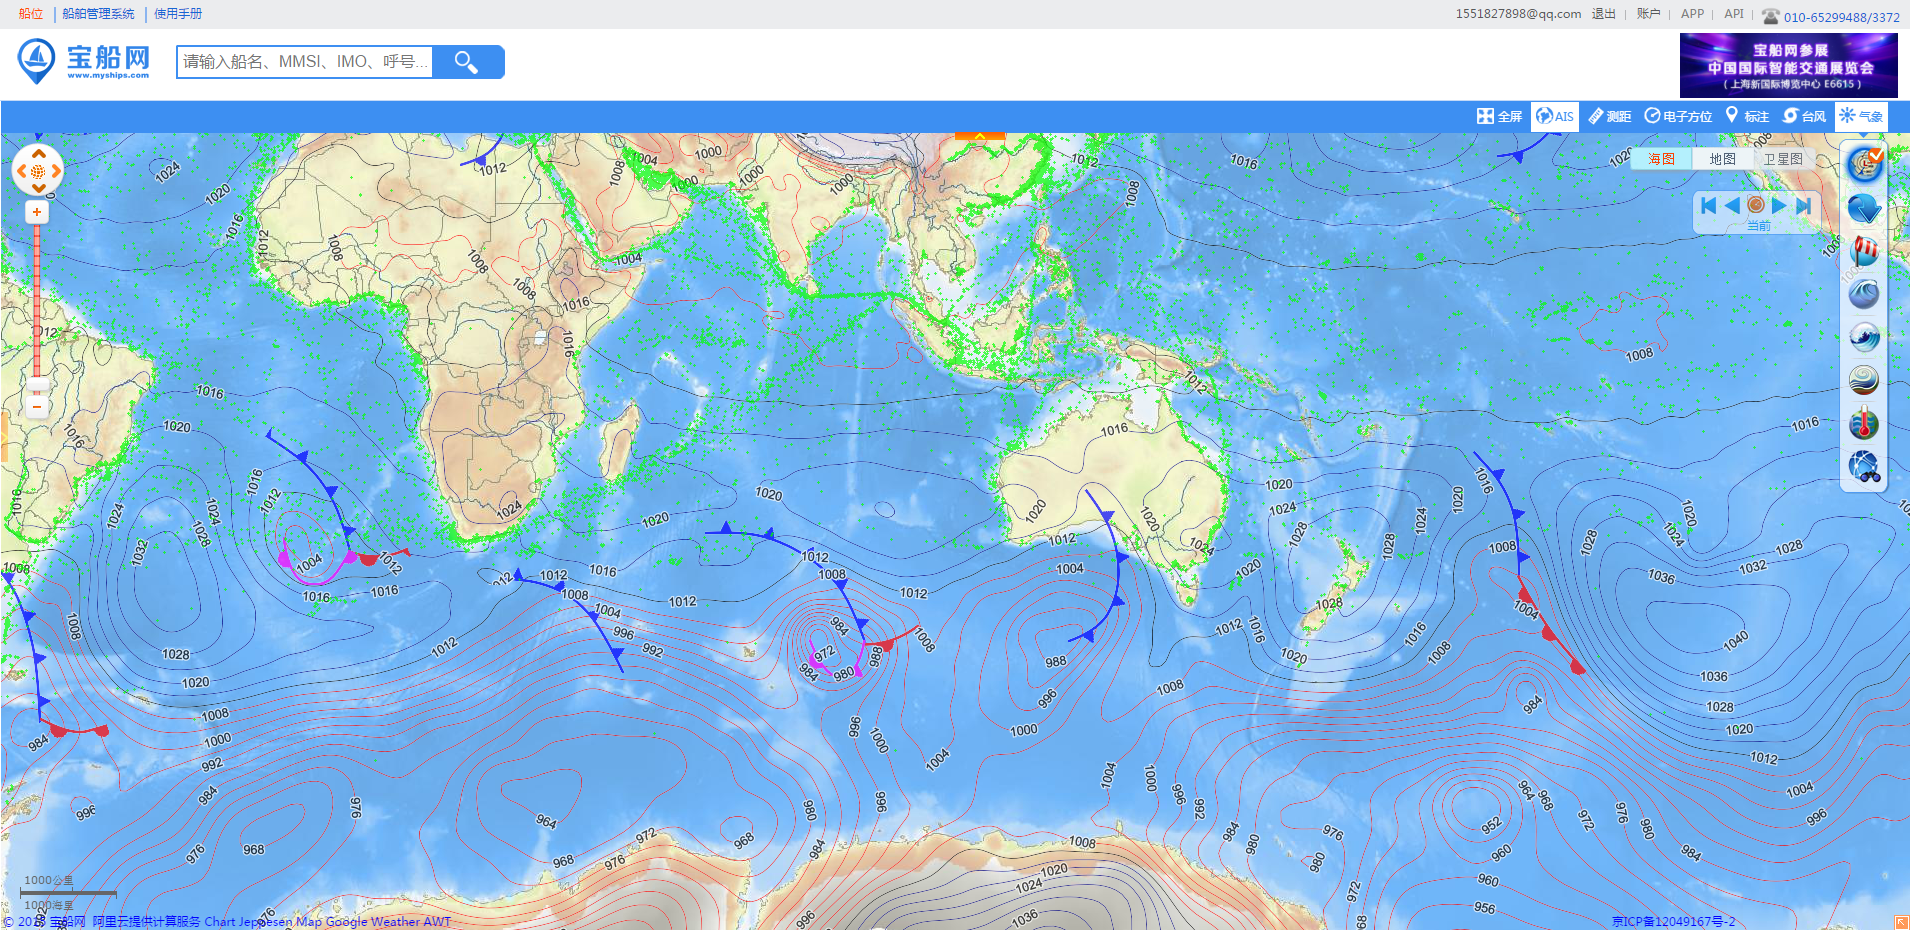 船位 | 船舶管理系统 | 使用手册
1551827898@qq.com 退出 | 账户 | APP | API | 010-65299488/3372
宝船网
www.myships.com
请输入船名、MMSI、IMO、呼号...
宝船网参展
中国国际智能交通展览会
（上海新国际博览中心 E6615）
全屏 AIS 测距 电子方位 标注 台风 气象
海图 地图 卫星图
当前
1024 1020 1016 1012 1008
1012 1008 1008 1008 1016 1016
1012 1008 1004 1000 1000 1000 1000 1004
1012 1008 1016 1020
1008
1012 1016 1016 1020
1016 1024 1028 1032 1024 1016 1012 1004 1012
1008 1008 1028 1020 1016 1016 1012
1024 1020 1020 1016 1012 1008 1004 996 992
1012 1012 1008 1012
984 972 984 980 988 1008
1016 1020 1020 1024 1012 1004 988 996 1000 1004
1012 1020 1024 1028 1028 1024 1020 1028 1020
1020 1012 1016 1020 1016 1008 1008
1016 1008 1004 984
1016 1020 1024 1028 1028 1032 1036 1040 1036 1028 1020 1012 1004 996
984 1008 1000 992 984 976 996 976 968
964 968 972 976 968 980 984 996 996 1000
1004 1000 996 992 984 980 976 980 972
964 968 972 976 980 984 952 960 960 956
1008 1020 1024 1036 996 976 968
1000公里
1000海里
宝船网 阿里云提供计算服务 Chart Jeppesen Map Google Weather AWT
京ICP备12049167号-2